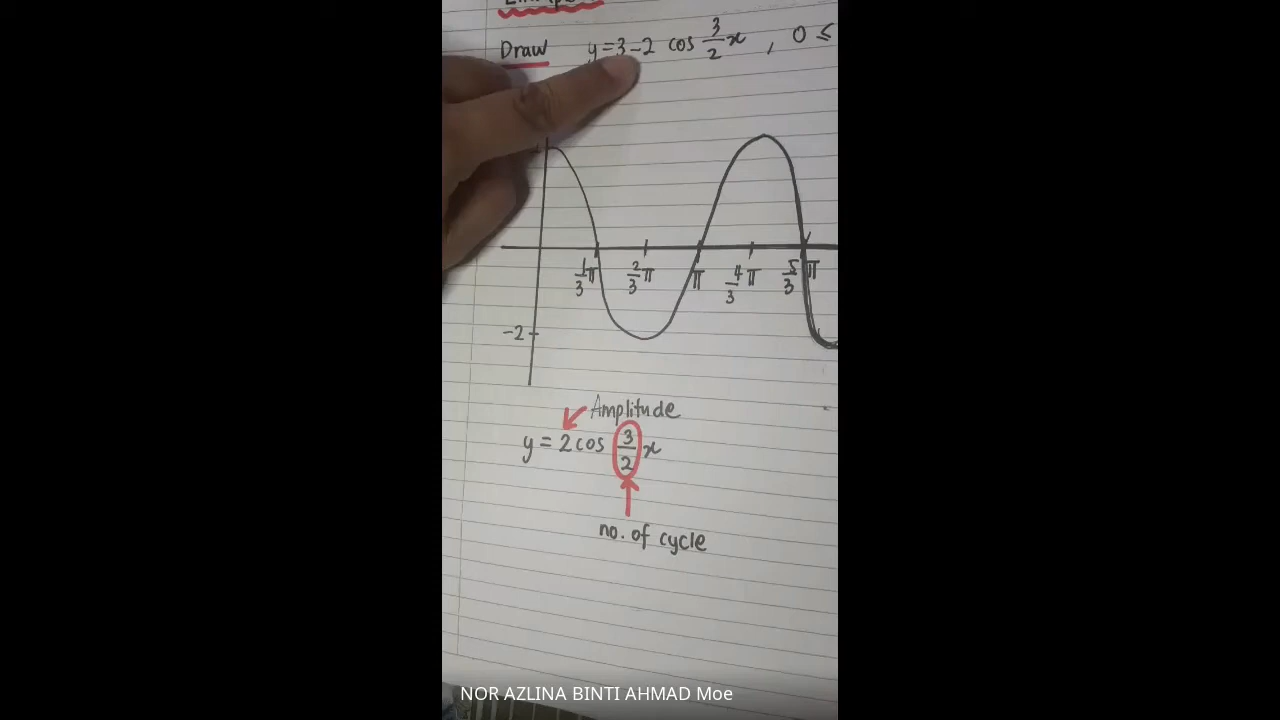 Draw y=3-2 cos 3/2 x , 0 ≤
1/3 π 2/3 π π 4/3 π 5/3 π
-2
Amplitude
y = 2 cos 3/2 x
no. of cycle
NOR AZLINA BINTI AHMAD Moe